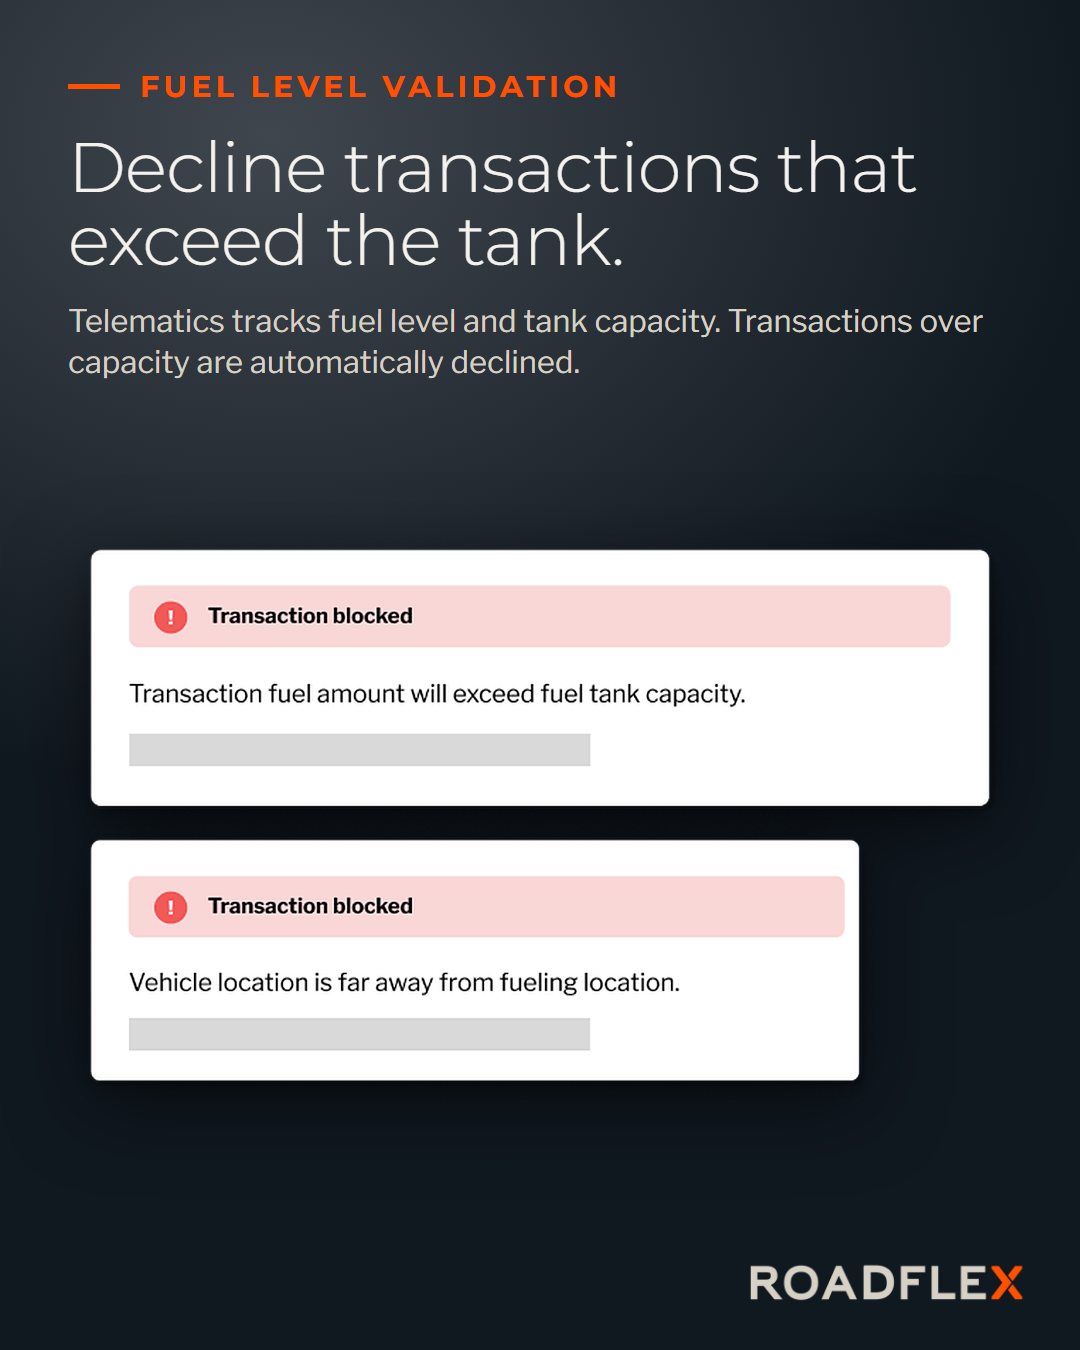 FUEL LEVEL VALIDATION
Decline transactions that
exceed the tank.
Telematics tracks fuel level and tank capacity. Transactions over
capacity are automatically declined.
! Transaction blocked
Transaction fuel amount will exceed fuel tank capacity.
! Transaction blocked
Vehicle location is far away from fueling location.
ROADFLEX